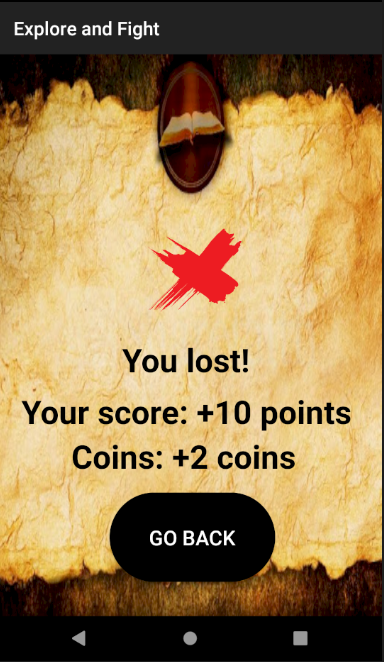 Explore and Fight
You lost!
Your score: +10 points
Coins: +2 coins
GO BACK